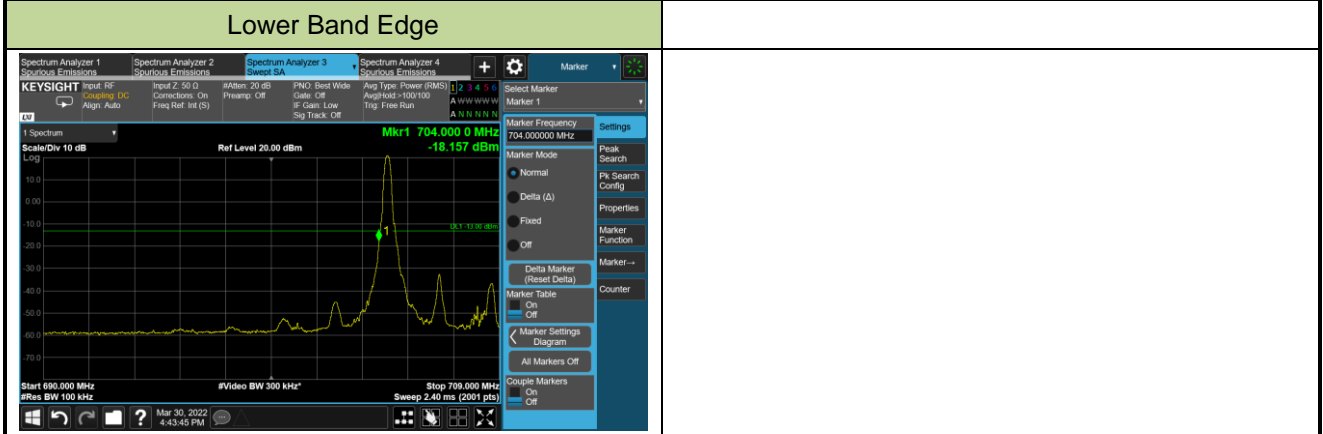 Lower Band Edge
Spectrum Analyzer 1
Spurious Emissions
Spectrum Analyzer 2
Spurious Emissions
Spectrum Analyzer 3
Swept SA
Spectrum Analyzer 4
Spurious Emissions
+
Marker
KEYSIGHT
Input: RF
Coupling: DC
Align: Auto
Input Z: 50 Ω
Corrections: On
Freq Ref: Int (S)
#Atten: 20 dB
Preamp: Off
PNO: Best Wide
Gate: Off
IF Gain: Low
Sig Track: Off
Avg Type: Power (RMS)
Avg|Hold:>100/100
Trig: Free Run
1 2 3 4 5 6
A W W W W W
A N N N N N
LXI
Select Marker
Marker 1
1 Spectrum
Scale/Div 10 dB
Ref Level 20.00 dBm
Mkr1 704.000 0 MHz
-18.157 dBm
Log
10.0
0.00
-10.0
-20.0
-30.0
-40.0
-50.0
-60.0
-70.0
DL1 -13.00 dBm
1
Start 690.000 MHz
#Res BW 100 kHz
#Video BW 300 kHz*
Stop 709.000 MHz
Sweep 2.40 ms (2001 pts)
Marker Frequency
704.000000 MHz
Marker Mode
Normal
Delta (Δ)
Fixed
Off
Delta Marker
(Reset Delta)
Marker Table
On
Off
Marker Settings
Diagram
All Markers Off
Couple Markers
On
Off
Settings
Peak
Search
Pk Search
Config
Properties
Marker
Function
Marker→
Counter
?
Mar 30, 2022
4:43:45 PM